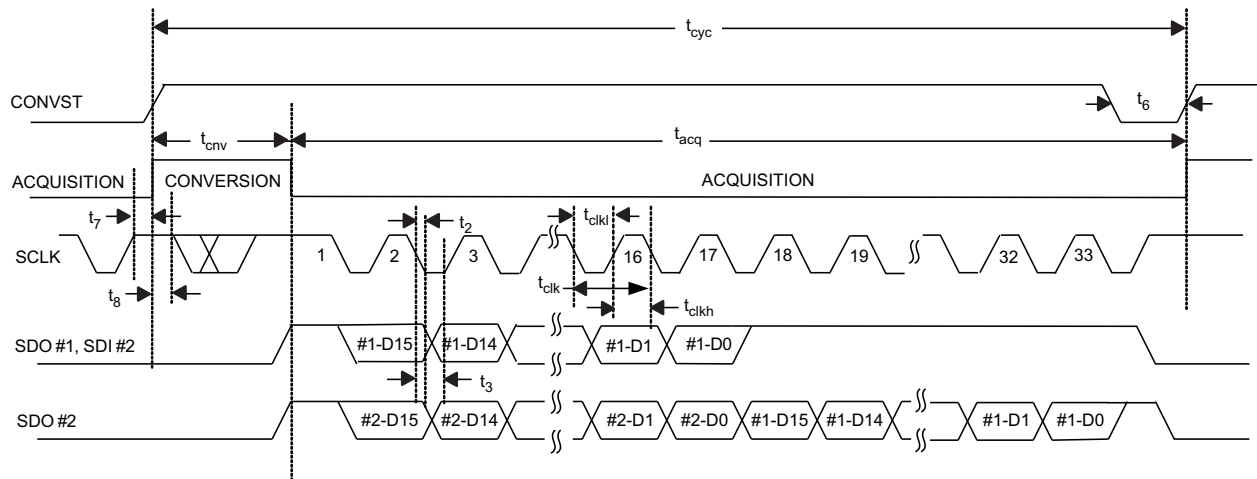 tcyc
CONVST
t6
tcnv
tacq
ACQUISITION CONVERSION ACQUISITION
t7
t2
tclkl
SCLK
1 2 3 16 17 18 19 32 33
t8
tclk
tclkh
SDO #1, SDI #2
#1-D15 #1-D14 #1-D1 #1-D0
t3
SDO #2
#2-D15 #2-D14 #2-D1 #2-D0 #1-D15 #1-D14 #1-D1 #1-D0